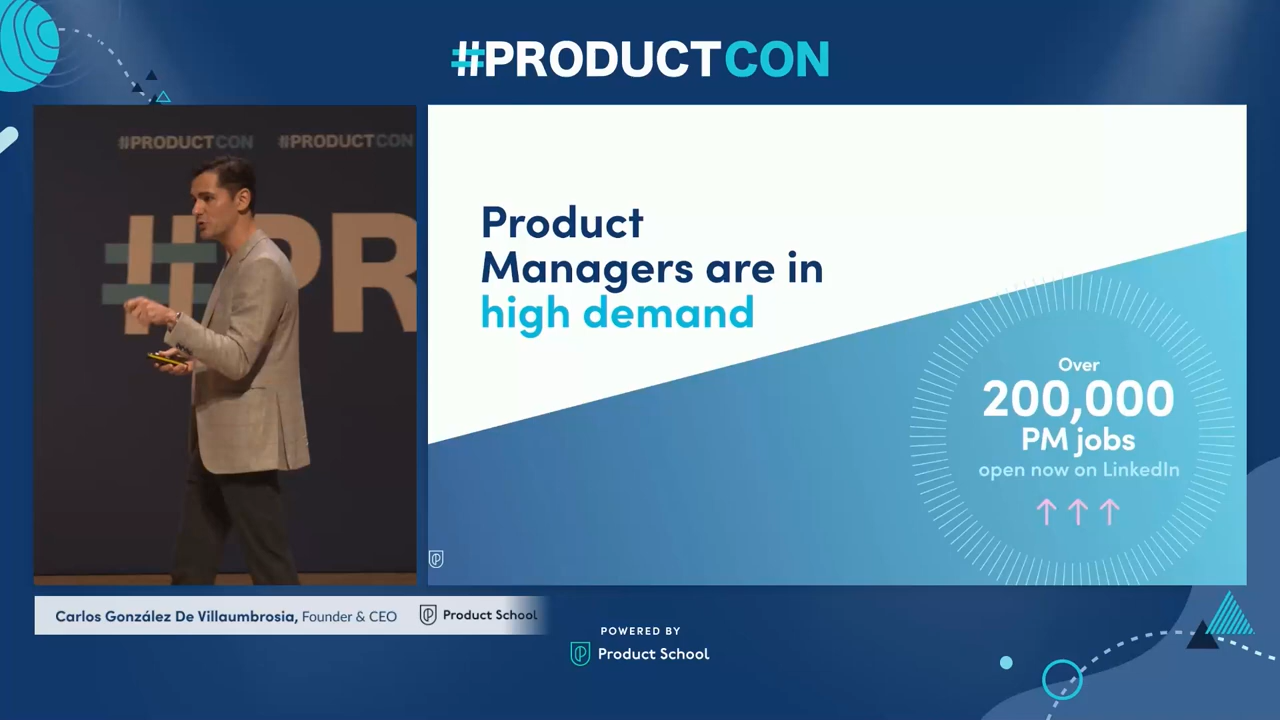 #PRODUCTCON
#PRODUCTCON #PRODUCTCON
#PR
Product
Managers are in
high demand
Over
200,000
PM jobs
open now on LinkedIn
↑ ↑ ↑
Carlos González De Villaumbrosia, Founder & CEO Product School
POWERED BY
Product School